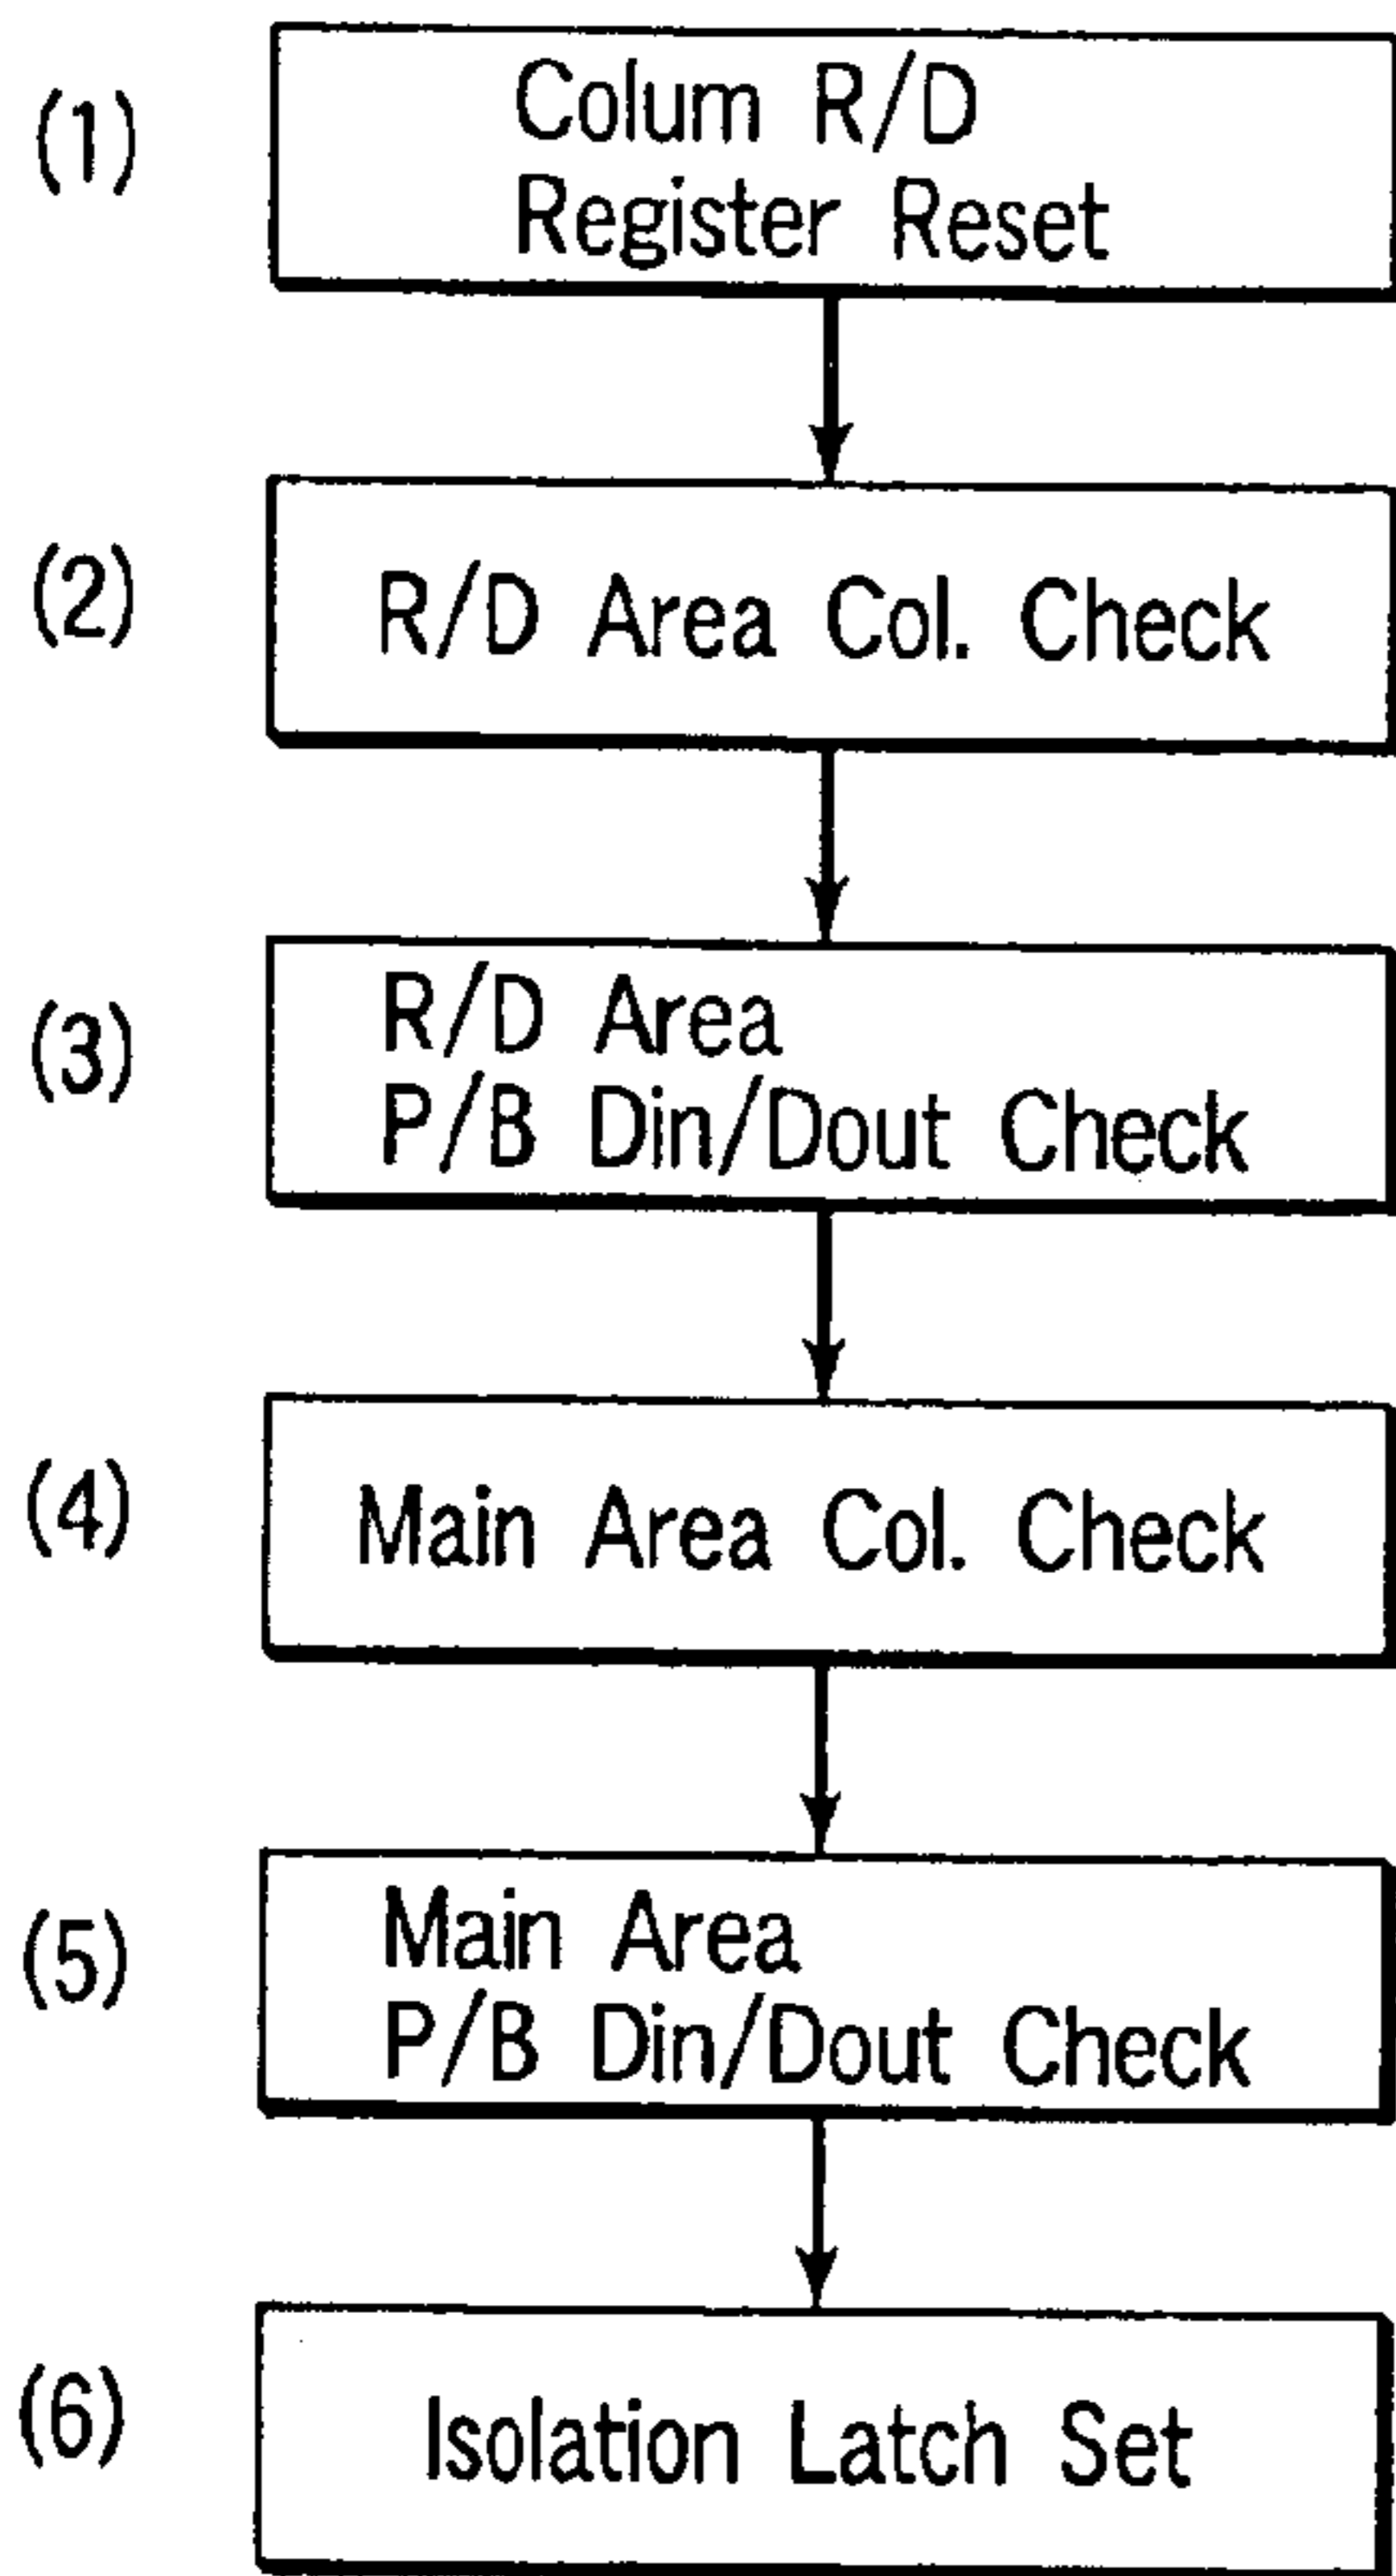 (1)
Colum R/D
Register Reset
(2)
R/D Area Col. Check
(3)
R/D Area
P/B Din/Dout Check
(4)
Main Area Col. Check
(5)
Main Area
P/B Din/Dout Check
(6)
Isolation Latch Set